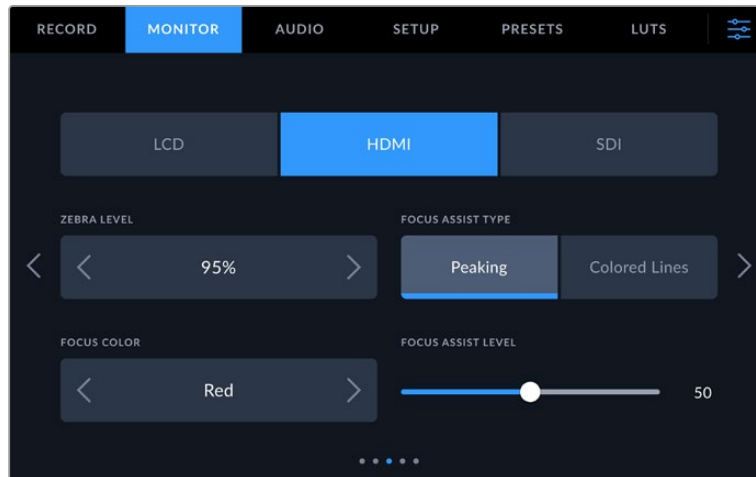 RECORD MONITOR AUDIO SETUP PRESETS LUTS
LCD HDMI SDI
ZEBRA LEVEL FOCUS ASSIST TYPE
95% Peaking Colored Lines
FOCUS COLOR FOCUS ASSIST LEVEL
Red 50